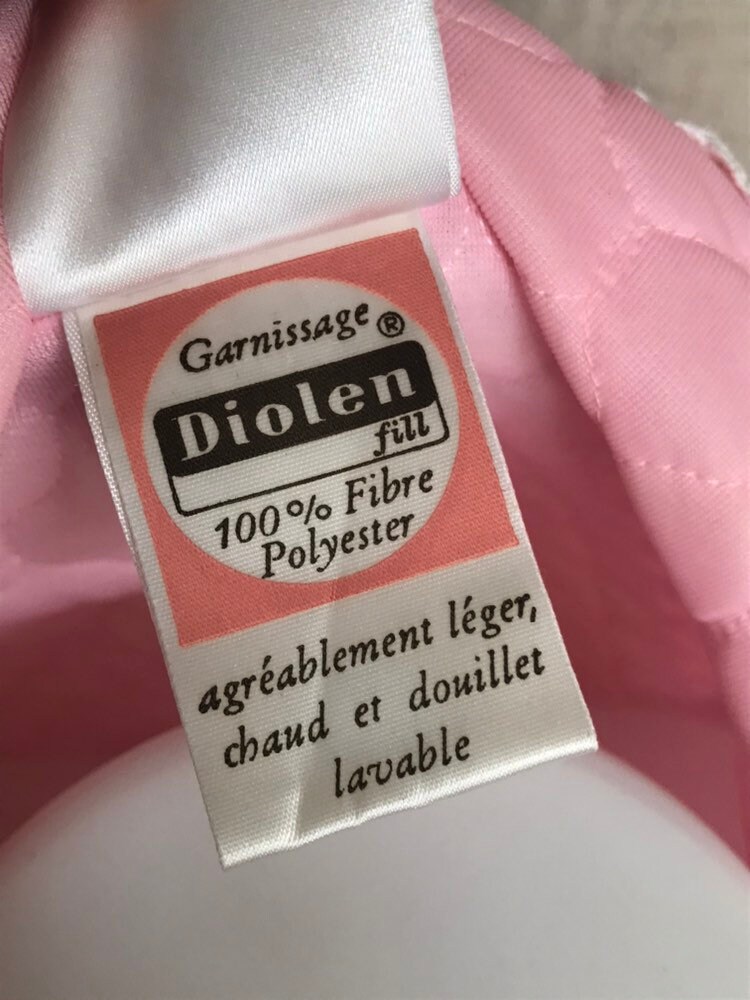 Garnissage ®
Diolen
fill
100% Fibre
Polyester
agréablement léger,
chaud et douillet
lavable